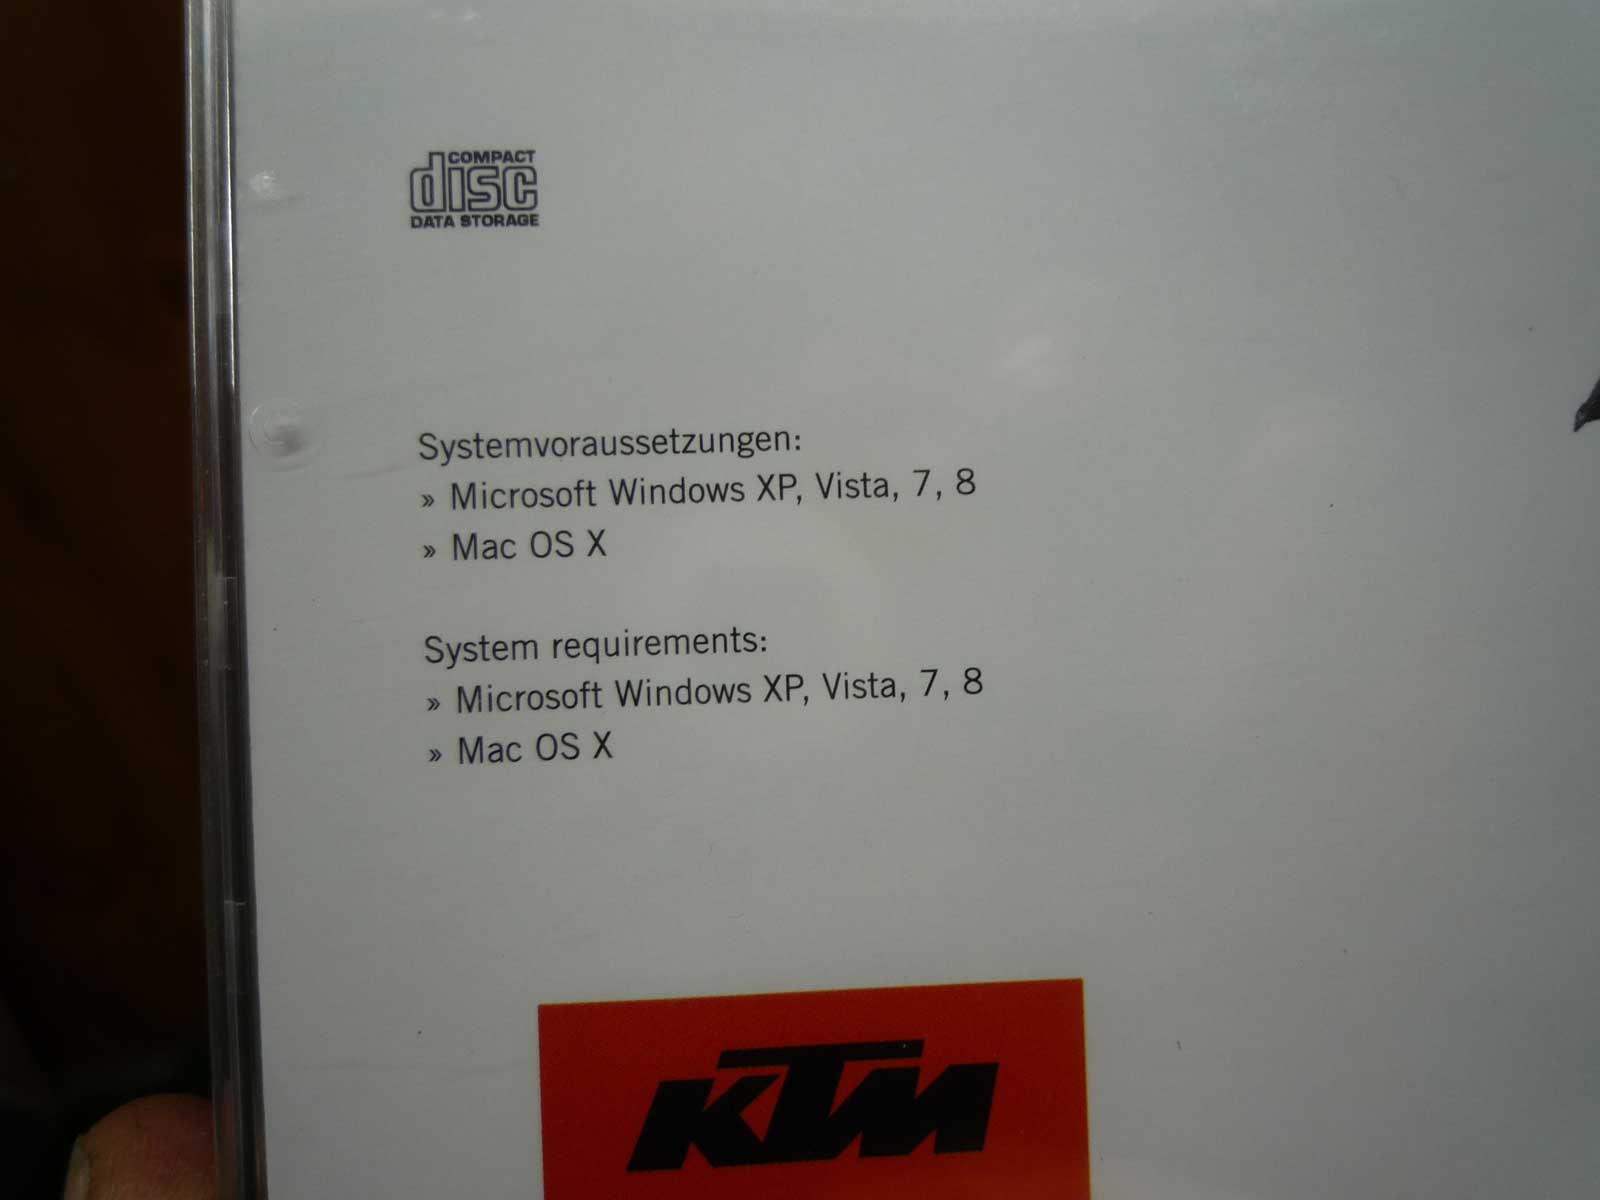 COMPACT
disc
DATA STORAGE
Systemvoraussetzungen:
» Microsoft Windows XP, Vista, 7, 8
» Mac OS X
System requirements:
» Microsoft Windows XP, Vista, 7, 8
» Mac OS X
KTM